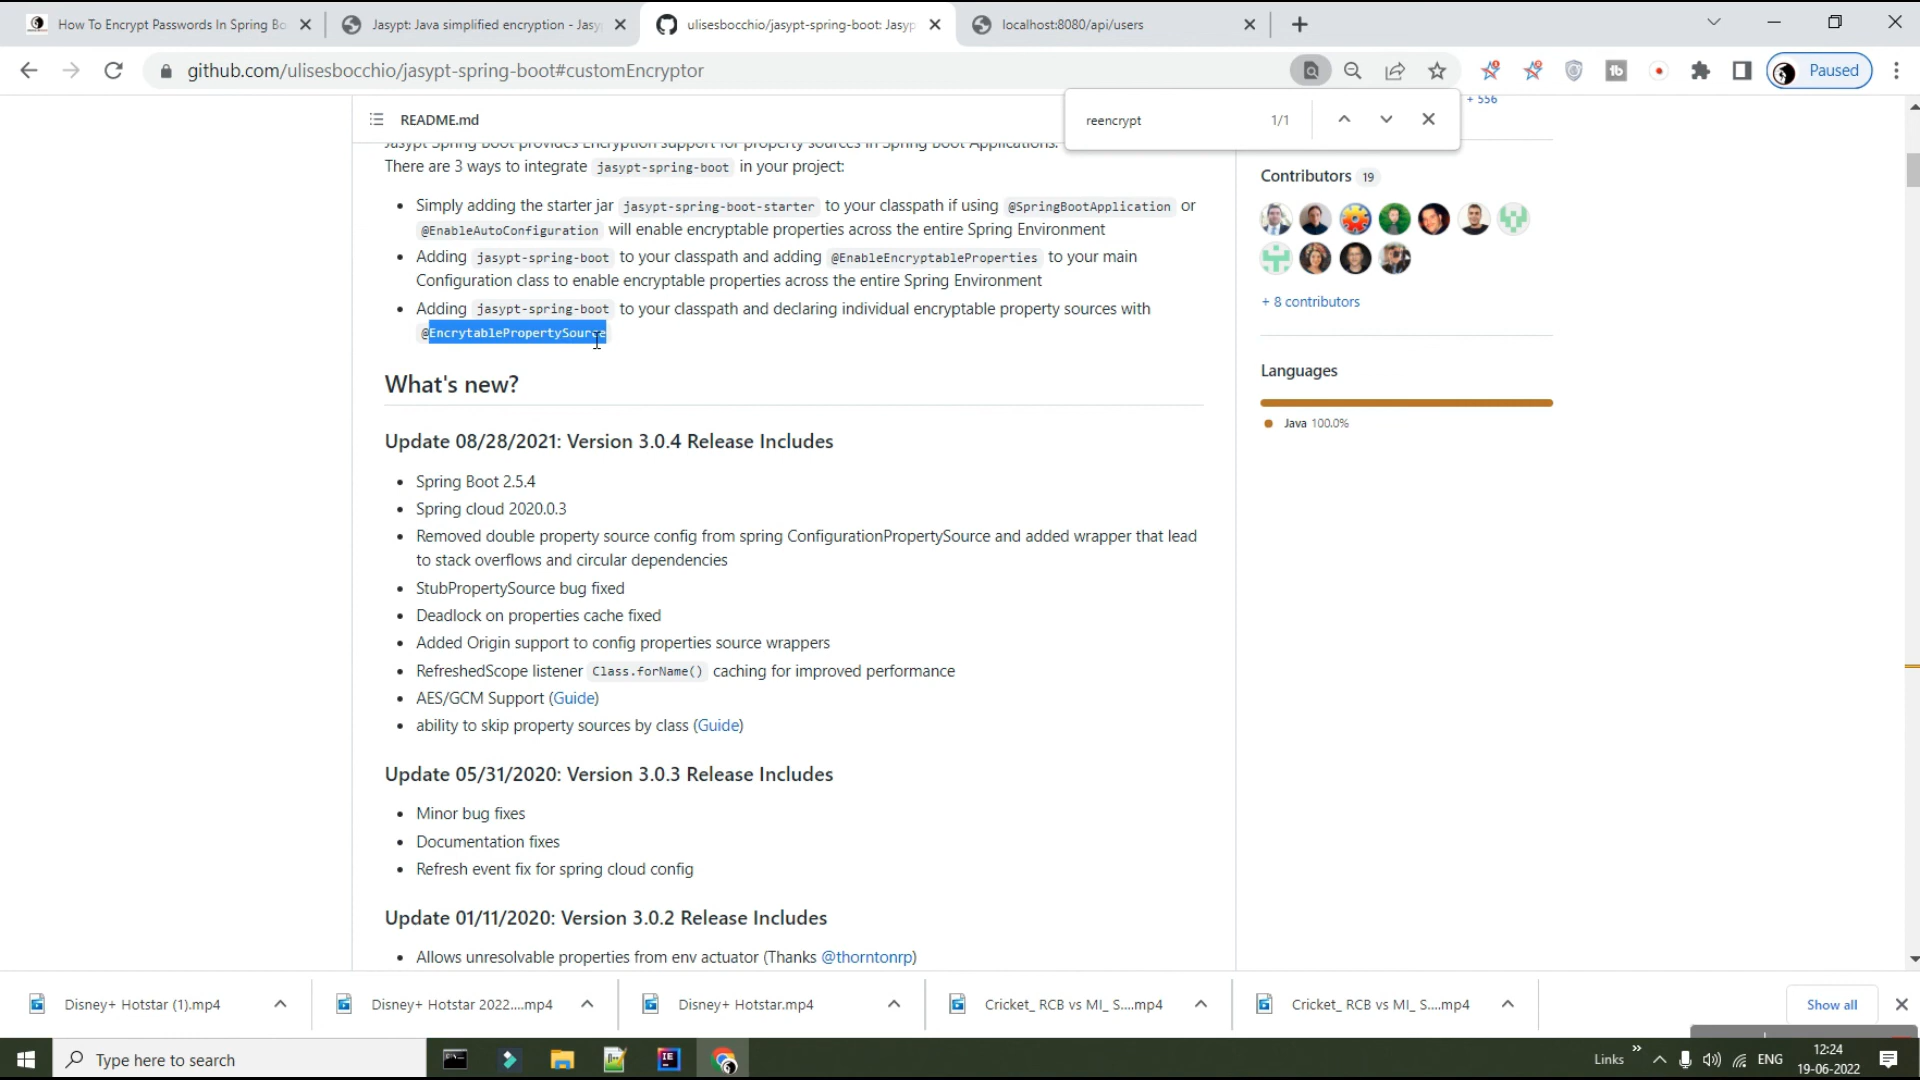 How To Encrypt Passwords In Spring Bo
Jasypt: Java simplified encryption - Jasy
ulisesbocchio/jasypt-spring-boot: Jasyp
localhost:8080/api/users
github.com/ulisesbocchio/jasypt-spring-boot#customEncryptor
Paused
reencrypt
1/1
+ 556
README.md
Jasypt Spring Boot provides Encryption support for property sources in Spring Boot Applications.
There are 3 ways to integrate jasypt-spring-boot in your project:
Simply adding the starter jar jasypt-spring-boot-starter to your classpath if using @SpringBootApplication or
@EnableAutoConfiguration will enable encryptable properties across the entire Spring Environment
Adding jasypt-spring-boot to your classpath and adding @EnableEncryptableProperties to your main
Configuration class to enable encryptable properties across the entire Spring Environment
Adding jasypt-spring-boot to your classpath and declaring individual encryptable property sources with
@EncrytablePropertySource
What's new?
Update 08/28/2021: Version 3.0.4 Release Includes
Spring Boot 2.5.4
Spring cloud 2020.0.3
Removed double property source config from spring ConfigurationPropertySource and added wrapper that lead
to stack overflows and circular dependencies
StubPropertySource bug fixed
Deadlock on properties cache fixed
Added Origin support to config properties source wrappers
RefreshedScope listener Class.forName() caching for improved performance
AES/GCM Support (Guide)
ability to skip property sources by class (Guide)
Update 05/31/2020: Version 3.0.3 Release Includes
Minor bug fixes
Documentation fixes
Refresh event fix for spring cloud config
Update 01/11/2020: Version 3.0.2 Release Includes
Allows unresolvable properties from env actuator (Thanks @thorntonrp)
Contributors 19
+ 8 contributors
Languages
Java 100.0%
Disney+ Hotstar (1).mp4
Disney+ Hotstar 2022....mp4
Disney+ Hotstar.mp4
Cricket_ RCB vs MI_ S....mp4
Cricket_ RCB vs MI_ S....mp4
Show all
Type here to search
Links
ENG
12:24
19-06-2022